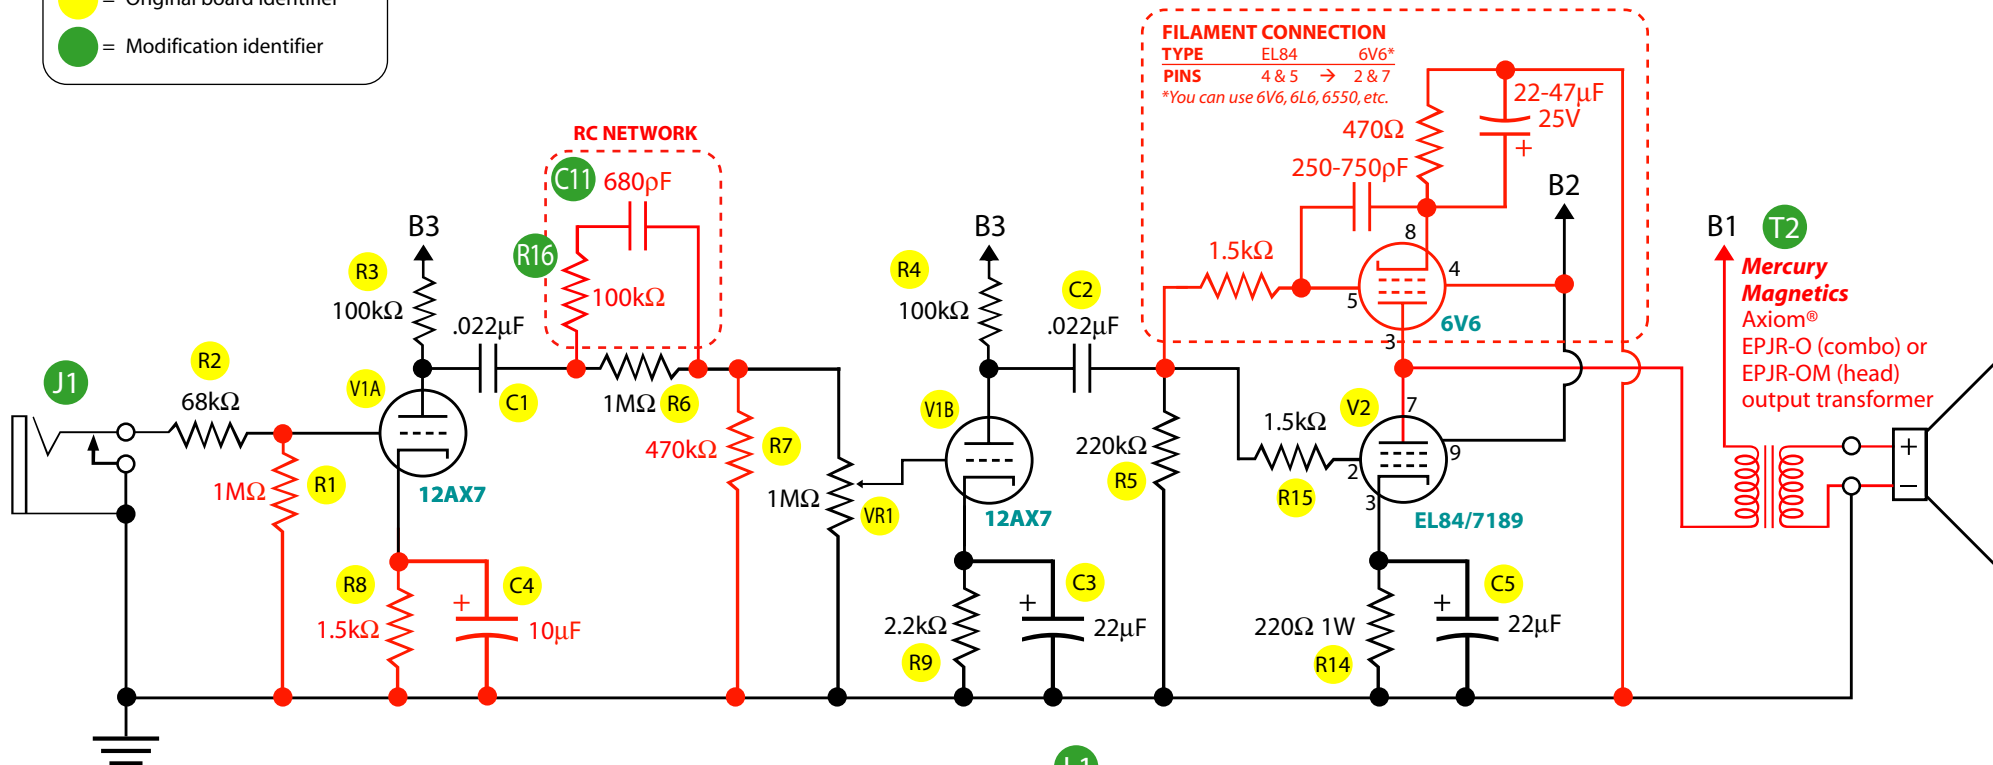 = Original board identifier
= Modification identifier
FILAMENT CONNECTION
TYPE EL84 6V6*
PINS 4 & 5 → 2 & 7
*You can use 6V6, 6L6, 6550, etc.
22-47µF
25V
+
470Ω
250-750pF
B2
8
1.5kΩ
4
5
6V6
3
RC NETWORK
C11
680pF
R16
100kΩ
B3
R3
100kΩ
.022µF
C1
1MΩ
R6
J1
R2
68kΩ
V1A
12AX7
1MΩ
R1
R8
1.5kΩ
+
C4
10µF
470kΩ
R7
1MΩ
VR1
B3
R4
100kΩ
C2
.022µF
V1B
12AX7
220kΩ
R5
R9
2.2kΩ
+
C3
22µF
1.5kΩ
R15
V2
7
2
9
3
EL84/7189
220Ω 1W
R14
+
C5
22µF
B1
T2
Mercury
Magnetics
Axiom®
EPJR-O (combo) or
EPJR-OM (head)
output transformer
+
−